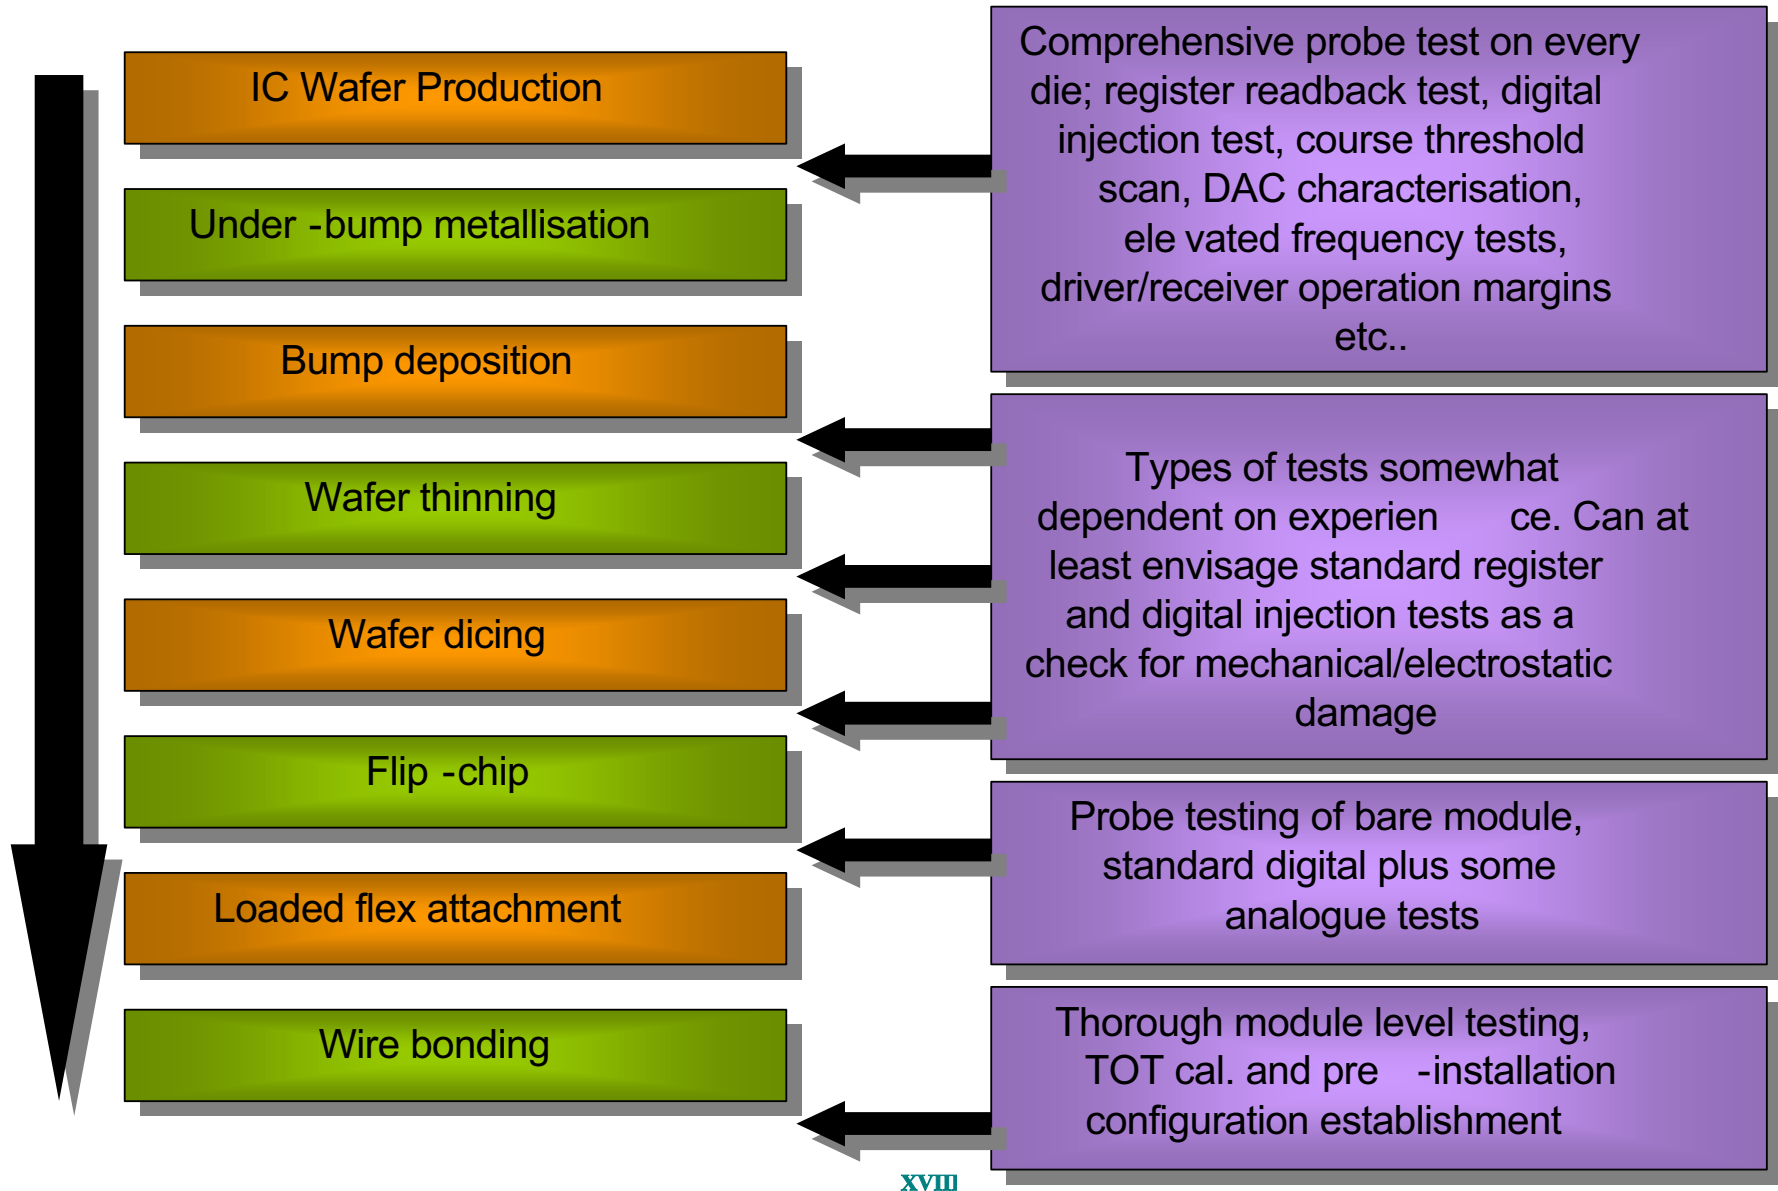 IC Wafer Production
Under -bump metallisation
Bump deposition
Wafer thinning
Wafer dicing
Flip -chip
Loaded flex attachment
Wire bonding
Comprehensive probe test on every
die; register readback test, digital
injection test, course threshold
scan, DAC characterisation,
ele vated frequency tests,
driver/receiver operation margins
etc..
Types of tests somewhat
dependent on experien ce. Can at
least envisage standard register
and digital injection tests as a
check for mechanical/electrostatic
damage
Probe testing of bare module,
standard digital plus some
analogue tests
Thorough module level testing,
TOT cal. and pre -installation
configuration establishment
XVIII